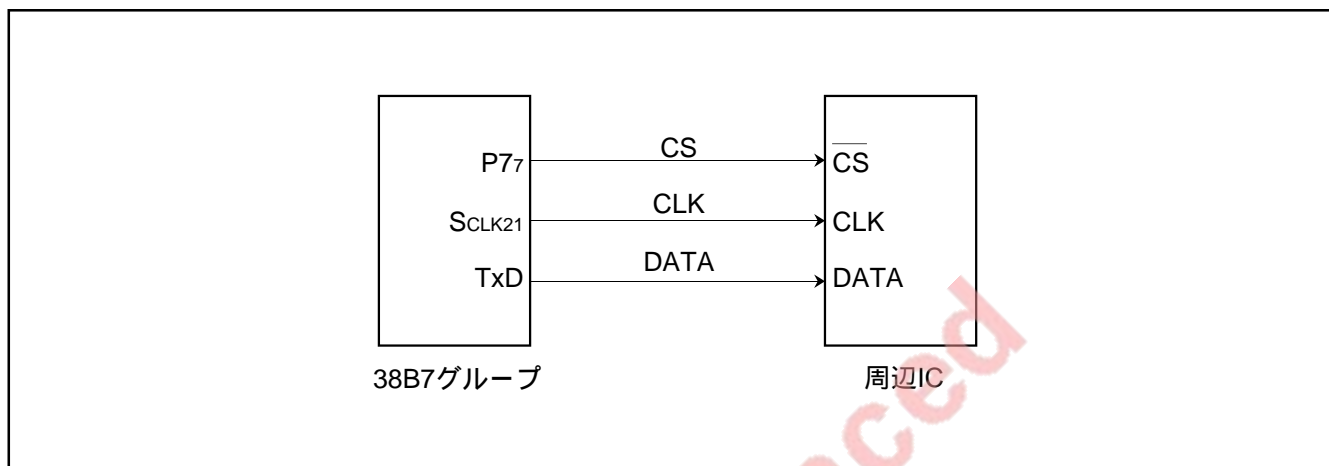 P77 CS C̅S̅
SCLK21 CLK CLK
TxD DATA DATA
38B7グループ 周辺IC
nced